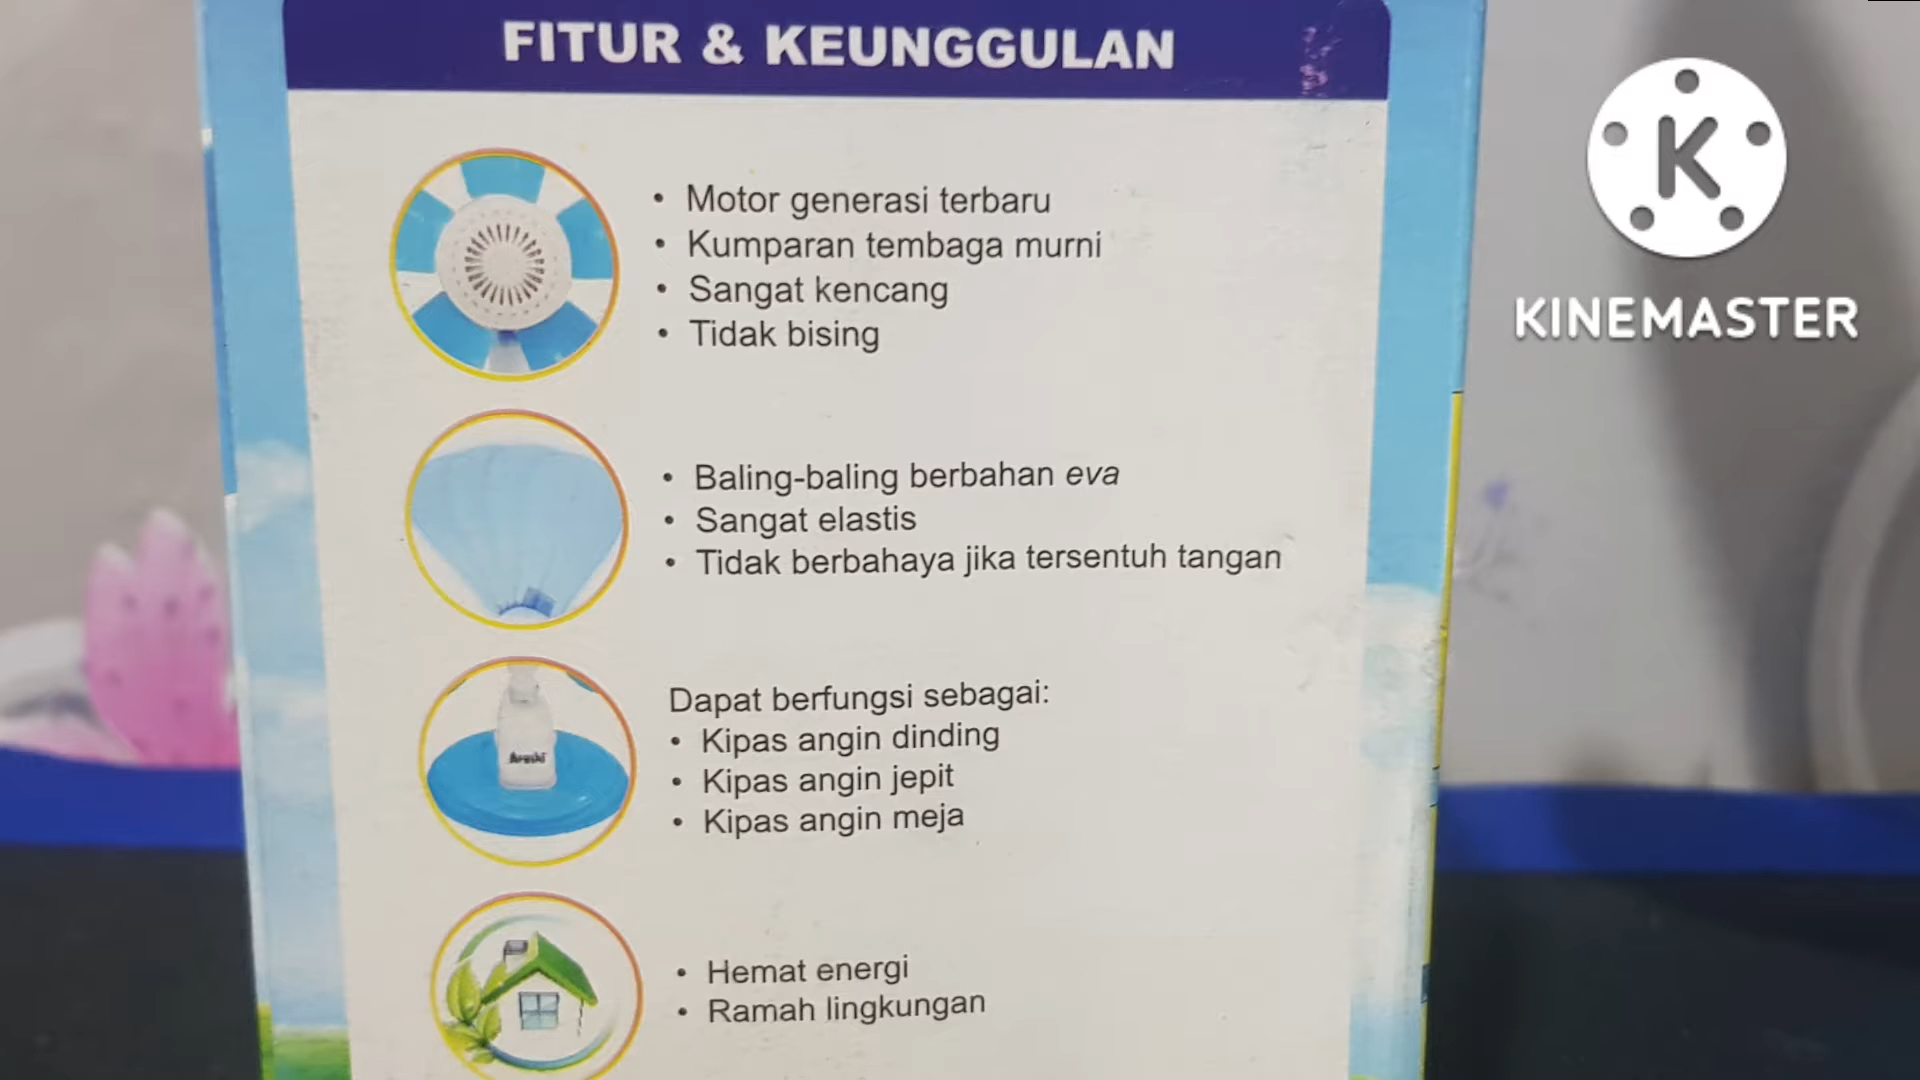 FITUR & KEUNGGULAN
K
KINEMASTER
• Motor generasi terbaru
• Kumparan tembaga murni
• Sangat kencang
• Tidak bising
• Baling-baling berbahan eva
• Sangat elastis
• Tidak berbahaya jika tersentuh tangan
Dapat berfungsi sebagai:
• Kipas angin dinding
• Kipas angin jepit
• Kipas angin meja
• Hemat energi
• Ramah lingkungan